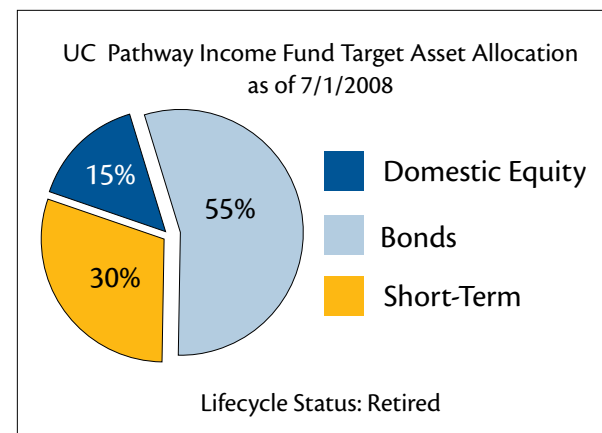 UC Pathway Income Fund Target Asset Allocation
as of 7/1/2008
15%
55%
30%
Domestic Equity
Bonds
Short-Term
Lifecycle Status: Retired